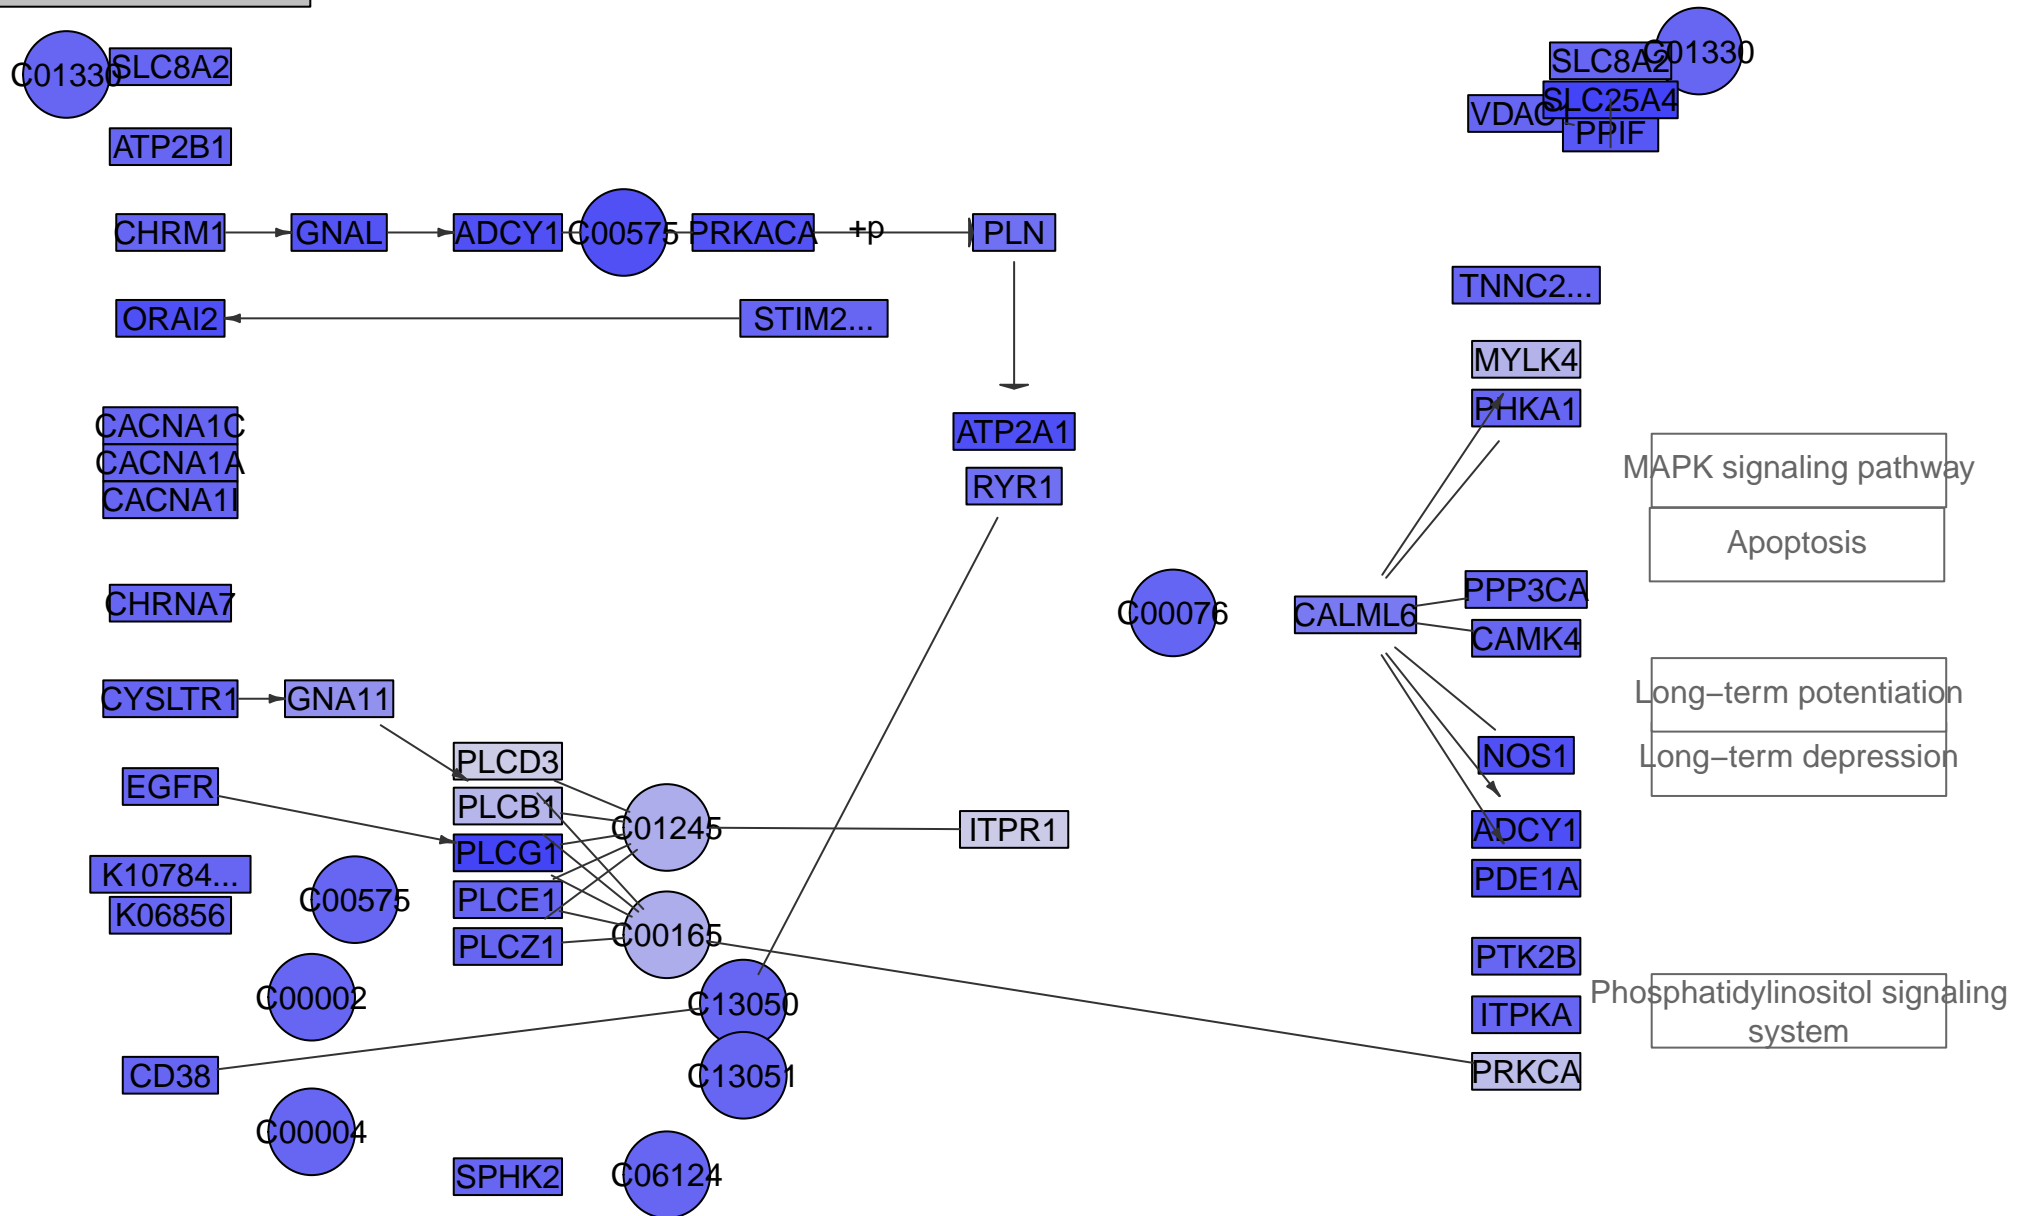 C01330
SLC8A2
SLC8A2
C01330
SLC25A4
VDAC1
PPIF
ATP2B1
CHRM1
GNAL
ADCY1
C00575
PRKACA
+p
PLN
TNNC2...
ORAI2
STIM2...
MYLK4
PHKA1
CACNA1C
CACNA1A
CACNA1I
ATP2A1
RYR1
MAPK signaling pathway
Apoptosis
CHRNA7
C00076
CALML6
PPP3CA
CAMK4
CYSLTR1
GNA11
Long−term potentiation
Long−term depression
NOS1
PLCD3
EGFR
PLCB1
C01245
ITPR1
ADCY1
PLCG1
K10784...
C00575
PLCE1
PDE1A
K06856
C00165
PLCZ1
PTK2B
C00002
C13050
Phosphatidylinositol signaling
system
ITPKA
CD38
C13051
PRKCA
C00004
SPHK2
C06124